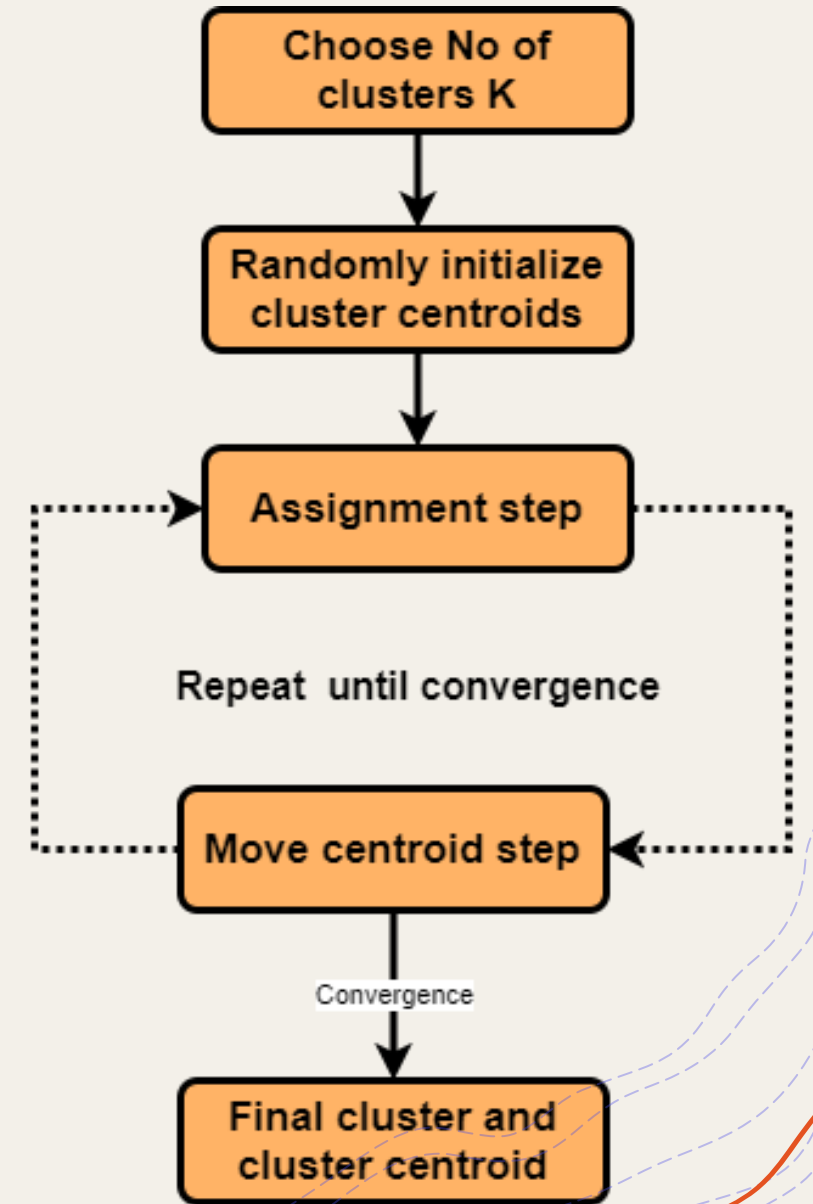 Choose No of
clusters K
Randomly initialize
cluster centroids
Assignment step
Repeat until convergence
Move centroid step
Convergence
Final cluster and
cluster centroid